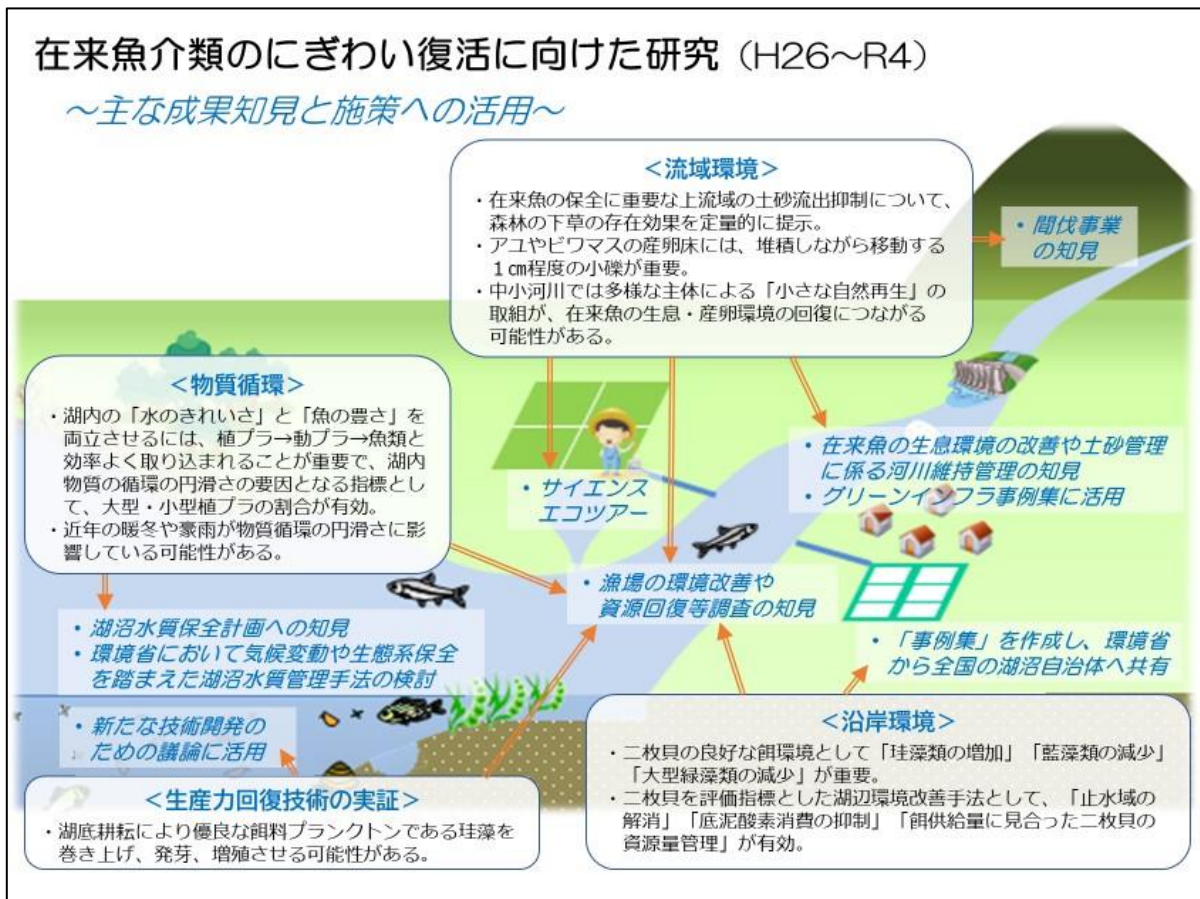 在来魚介類のにぎわい復活に向けた研究（H26～R4）
～主な成果知見と施策への活用～
＜流域環境＞
・在来魚の保全に重要な上流域の土砂流出抑制について、
森林の下草の存在効果を定量的に提示。
・アユやビワマスの産卵床には、堆積しながら移動する
１㎝程度の小礫が重要。
・中小河川では多様な主体による「小さな自然再生」の
取組が、在来魚の生息・産卵環境の回復につながる
可能性がある。
・間伐事業
の知見
＜物質循環＞
・湖内の「水のきれいさ」と「魚の豊さ」を
両立させるには、植プラ→動プラ→魚類と
効率よく取り込まれることが重要で、湖内
物質の循環の円滑さの要因となる指標とし
て、大型・小型植プラの割合が有効。
・近年の暖冬や豪雨が物質循環の円滑さに影
響している可能性がある。
・サイエンス
エコツアー
・在来魚の生息環境の改善や土砂管理
に係る河川維持管理の知見
・グリーンインフラ事例集に活用
・漁場の環境改善や
資源回復等調査の知見
・湖沼水質保全計画への知見
・環境省において気候変動や生態系保全
を踏まえた湖沼水質管理手法の検討
・「事例集」を作成し、環境省
から全国の湖沼自治体へ共有
・新たな技術開発の
ための議論に活用
＜生産力回復技術の実証＞
・湖底耕耘により優良な餌料プランクトンである珪藻を
巻き上げ、発芽、増殖させる可能性がある。
＜沿岸環境＞
・二枚貝の良好な餌環境として「珪藻類の増加」「藍藻類の減少」
「大型緑藻類の減少」が重要。
・二枚貝を評価指標とした湖辺環境改善手法として、「止水域の
解消」「底泥酸素消費の抑制」「餌供給量に見合った二枚貝の
資源量管理」が有効。